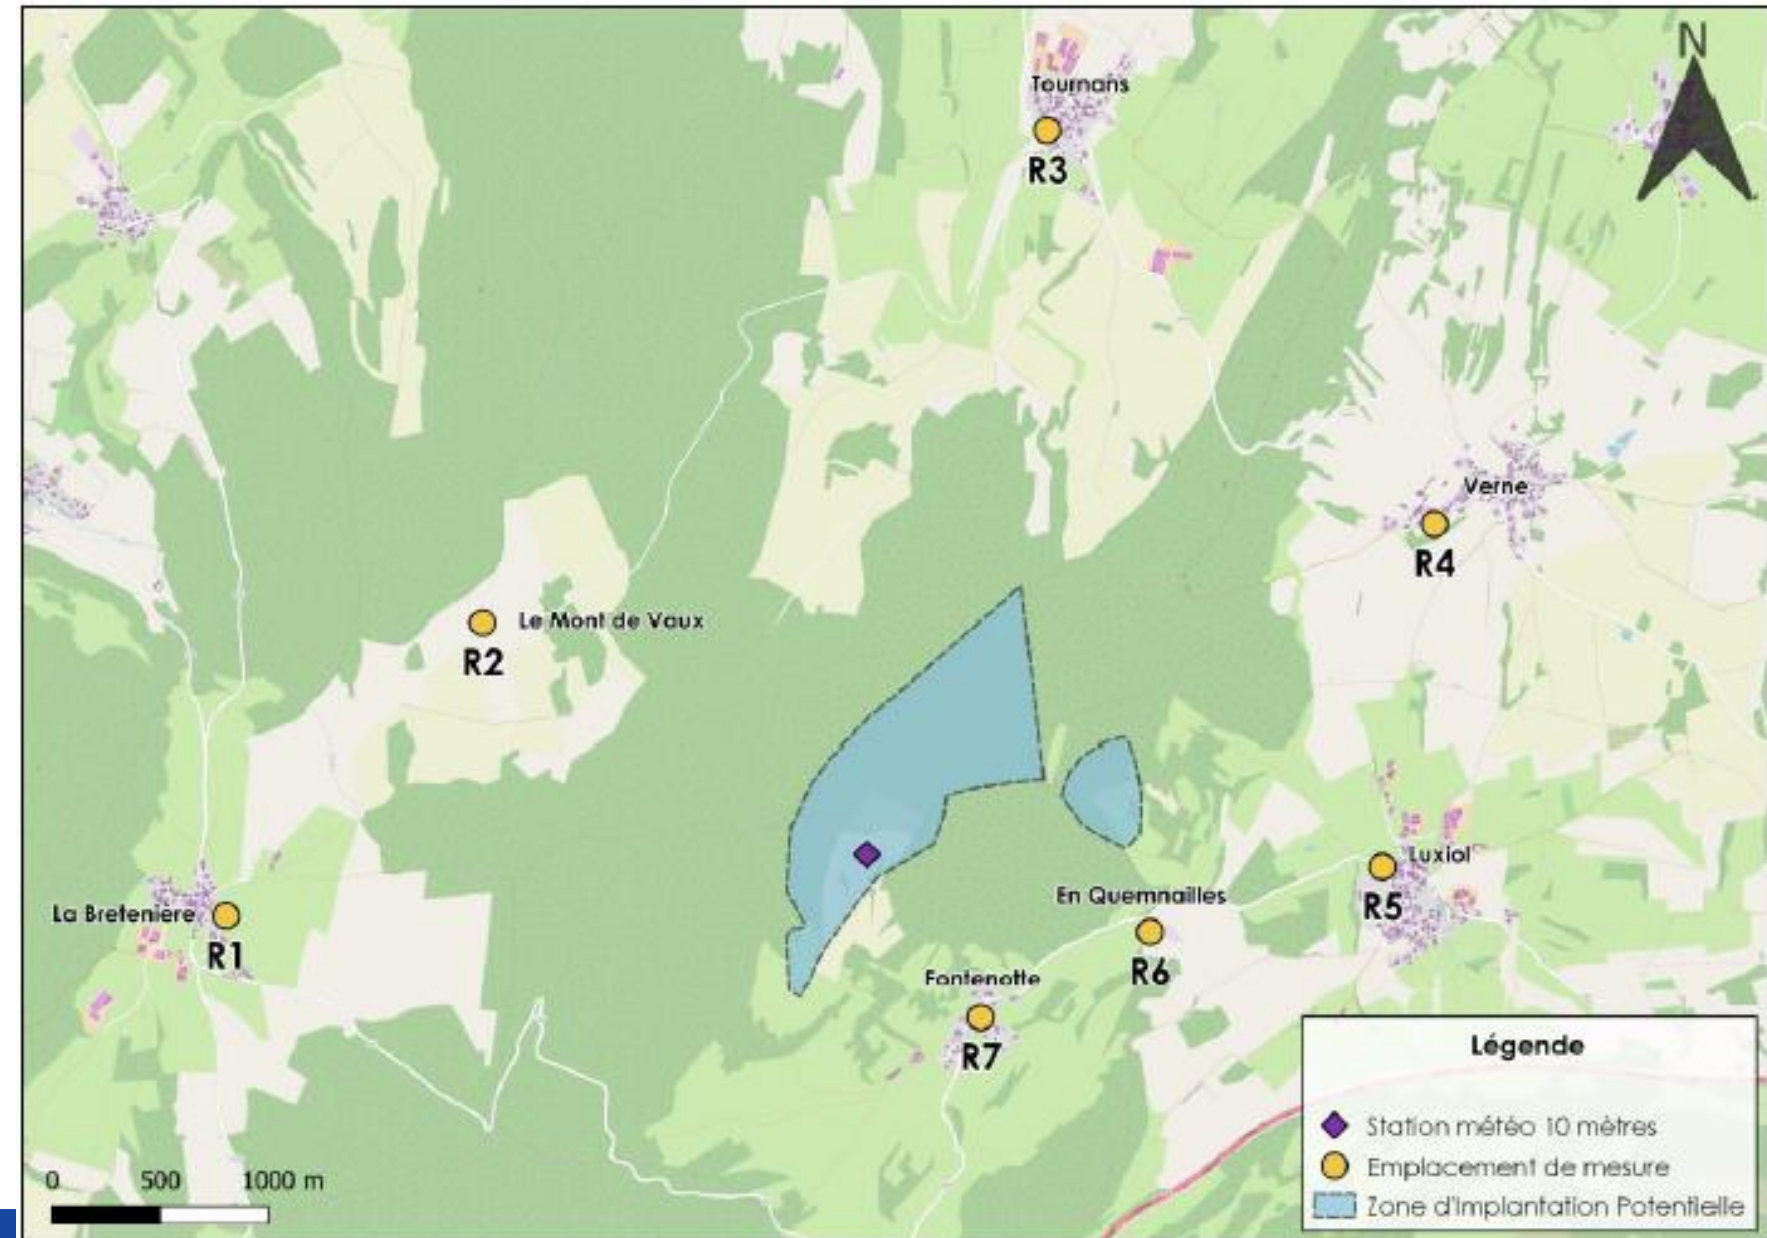 N
Tournans
R3
Verne
R4
Le Mont de Vaux
R2
Luxiol
R5
En Quemnailles
R6
La Bretenière
R1
Fontenotte
R7
Légende
Station météo 10 mètres
Emplacement de mesure
Zone d'Implantation Potentielle
0 500 1000 m